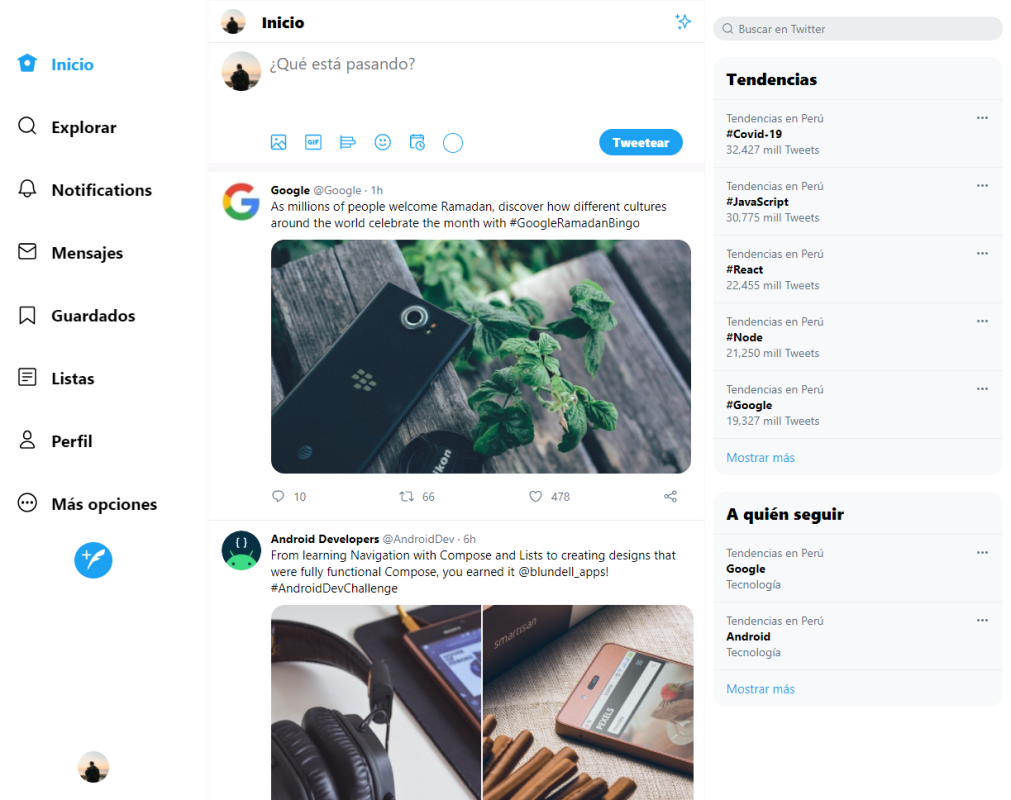 Inicio
Explorar
Notifications
Mensajes
Guardados
Listas
Perfil
Más opciones
Inicio
¿Qué está pasando?
GIF
Tweetear
Google @Google · 1h
As millions of people welcome Ramadan, discover how different cultures
around the world celebrate the month with #GoogleRamadanBingo
10
66
478
Android Developers @AndroidDev · 6h
From learning Navigation with Compose and Lists to creating designs that
were fully functional Compose, you earned it @blundell_apps!
#AndroidDevChallenge
smartisan
PEXELS
Buscar en Twitter
Tendencias
Tendencias en Perú
#Covid-19
32,427 mill Tweets
Tendencias en Perú
#JavaScript
30,775 mill Tweets
Tendencias en Perú
#React
22,455 mill Tweets
Tendencias en Perú
#Node
21,250 mill Tweets
Tendencias en Perú
#Google
19,327 mill Tweets
Mostrar más
A quién seguir
Tendencias en Perú
Google
Tecnología
Tendencias en Perú
Android
Tecnología
Mostrar más